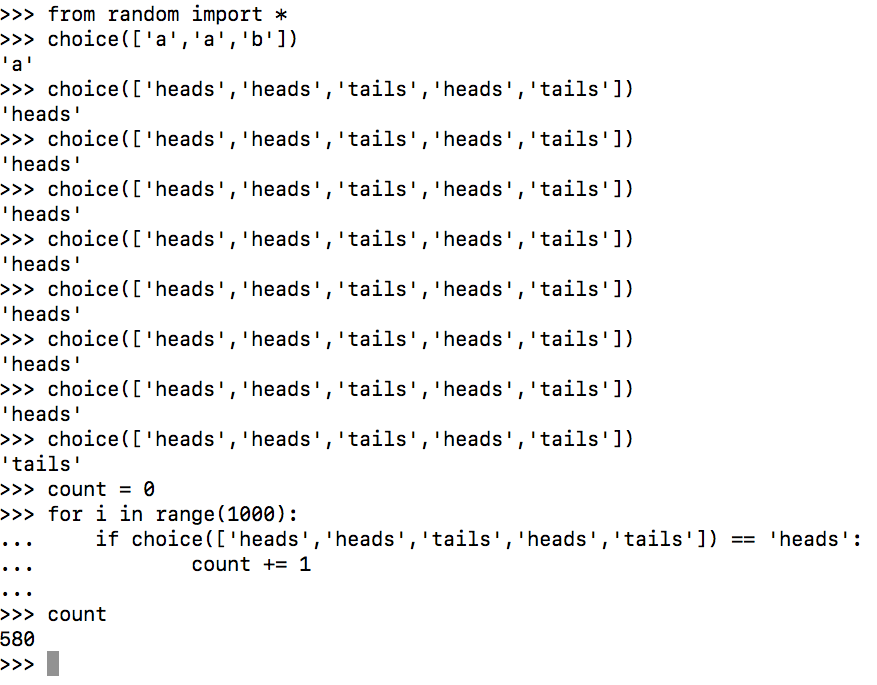 >>> from random import *
>>> choice(['a','a','b'])
'a'
>>> choice(['heads','heads','tails','heads','tails'])
'heads'
>>> choice(['heads','heads','tails','heads','tails'])
'heads'
>>> choice(['heads','heads','tails','heads','tails'])
'heads'
>>> choice(['heads','heads','tails','heads','tails'])
'heads'
>>> choice(['heads','heads','tails','heads','tails'])
'heads'
>>> choice(['heads','heads','tails','heads','tails'])
'heads'
>>> choice(['heads','heads','tails','heads','tails'])
'heads'
>>> choice(['heads','heads','tails','heads','tails'])
'tails'
>>> count = 0
>>> for i in range(1000):
...     if choice(['heads','heads','tails','heads','tails']) == 'heads':
...             count += 1
...
>>> count
580
>>>